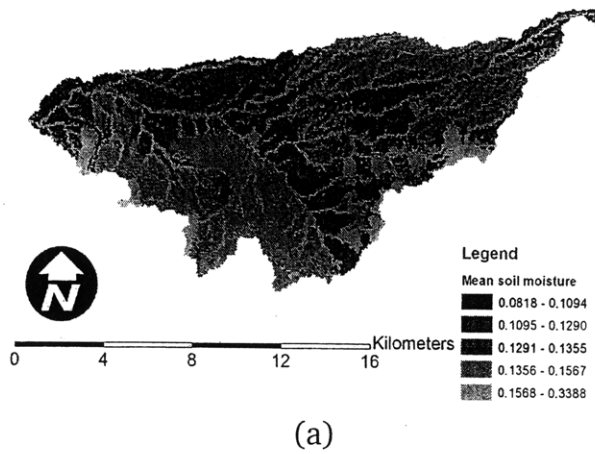 N
Legend
Mean soil moisture
0.0818 - 0.1094
0.1095 - 0.1290
0.1291 - 0.1355
0.1356 - 0.1567
0.1568 - 0.3388
Kilometers
0 4 8 12 16
(a)